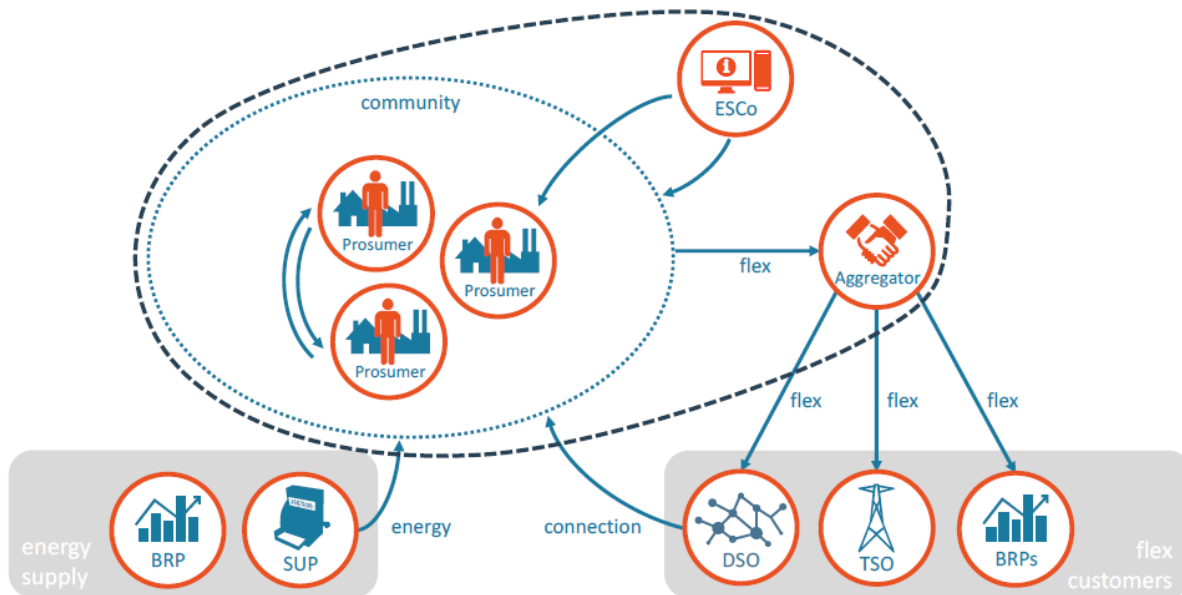 community
ESCo
Prosumer
Prosumer
Prosumer
flex
Aggregator
flex
flex
flex
energy
supply
BRP
SUP
energy
connection
DSO
TSO
BRPs
flex
customers